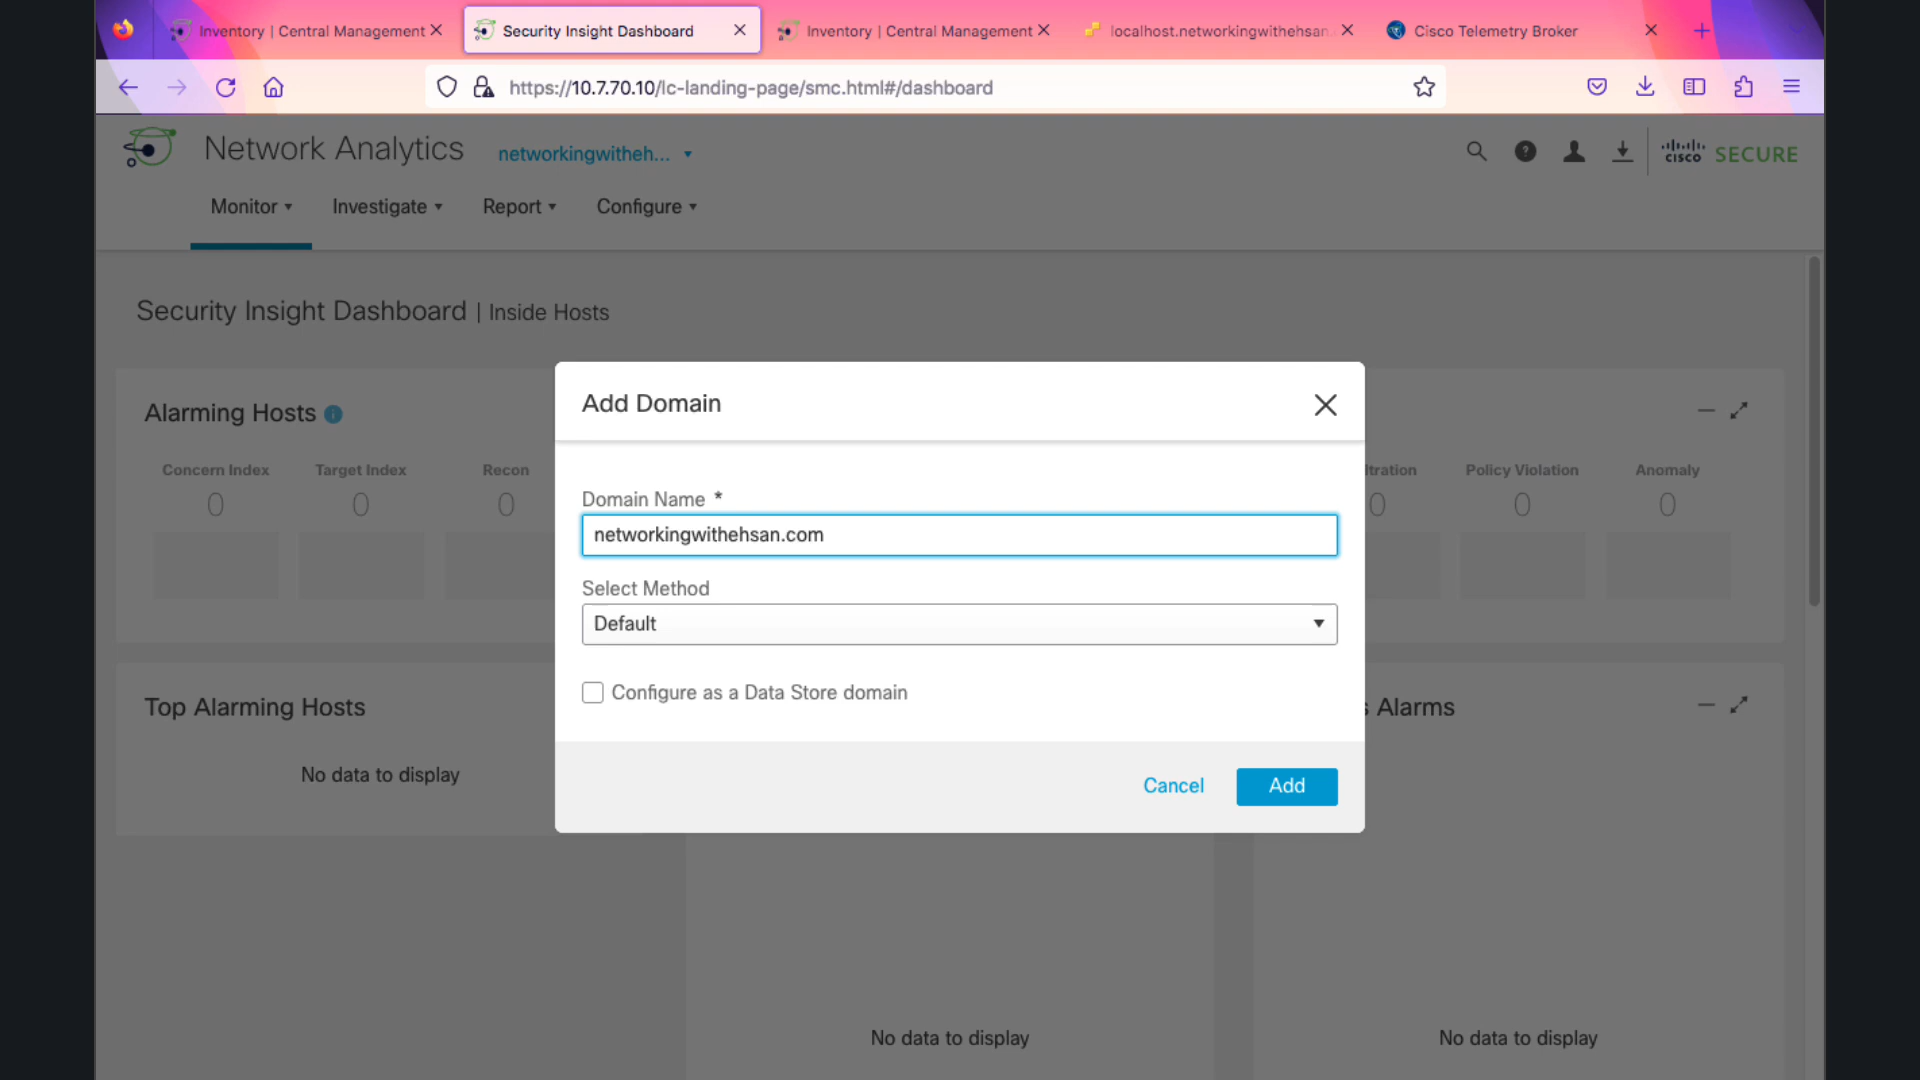 Inventory | Central Management
Security Insight Dashboard
Inventory | Central Management
localhost.networkingwithehsan.
Cisco Telemetry Broker
https://10.7.70.10/lc-landing-page/smc.html#/dashboard
Network Analytics
networkingwitheh...
cisco SECURE
Monitor
Investigate
Report
Configure
Security Insight Dashboard | Inside Hosts
Alarming Hosts
Concern Index
Target Index
Recon
ltration
Policy Violation
Anomaly
0
0
0
0
0
0
Add Domain
Domain Name *
networkingwithehsan.com
Select Method
Default
Configure as a Data Store domain
Cancel
Add
Top Alarming Hosts
s Alarms
No data to display
No data to display
No data to display